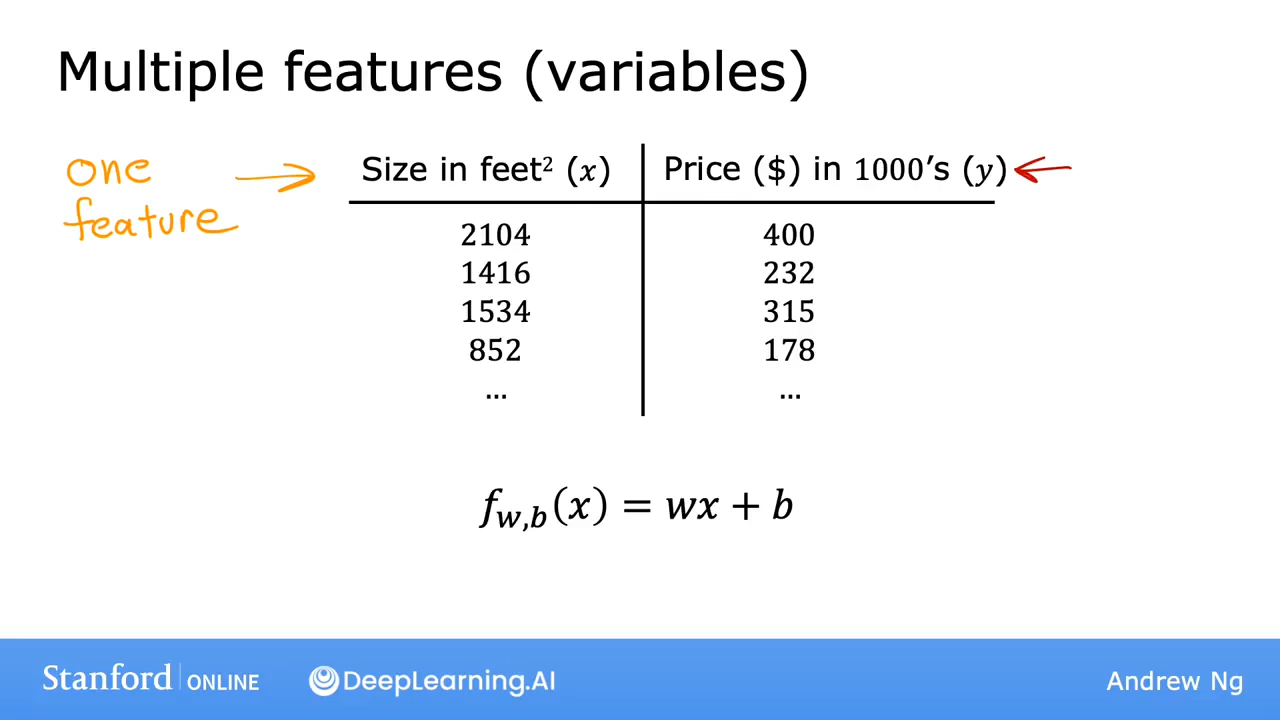 Multiple features (variables)
one
feature
Size in feet² (x)
Price ($) in 1000’s (y)
2104
400
1416
232
1534
315
852
178
...
...
f_{w,b}(x) = wx + b
Stanford ONLINE
DeepLearning.AI
Andrew Ng